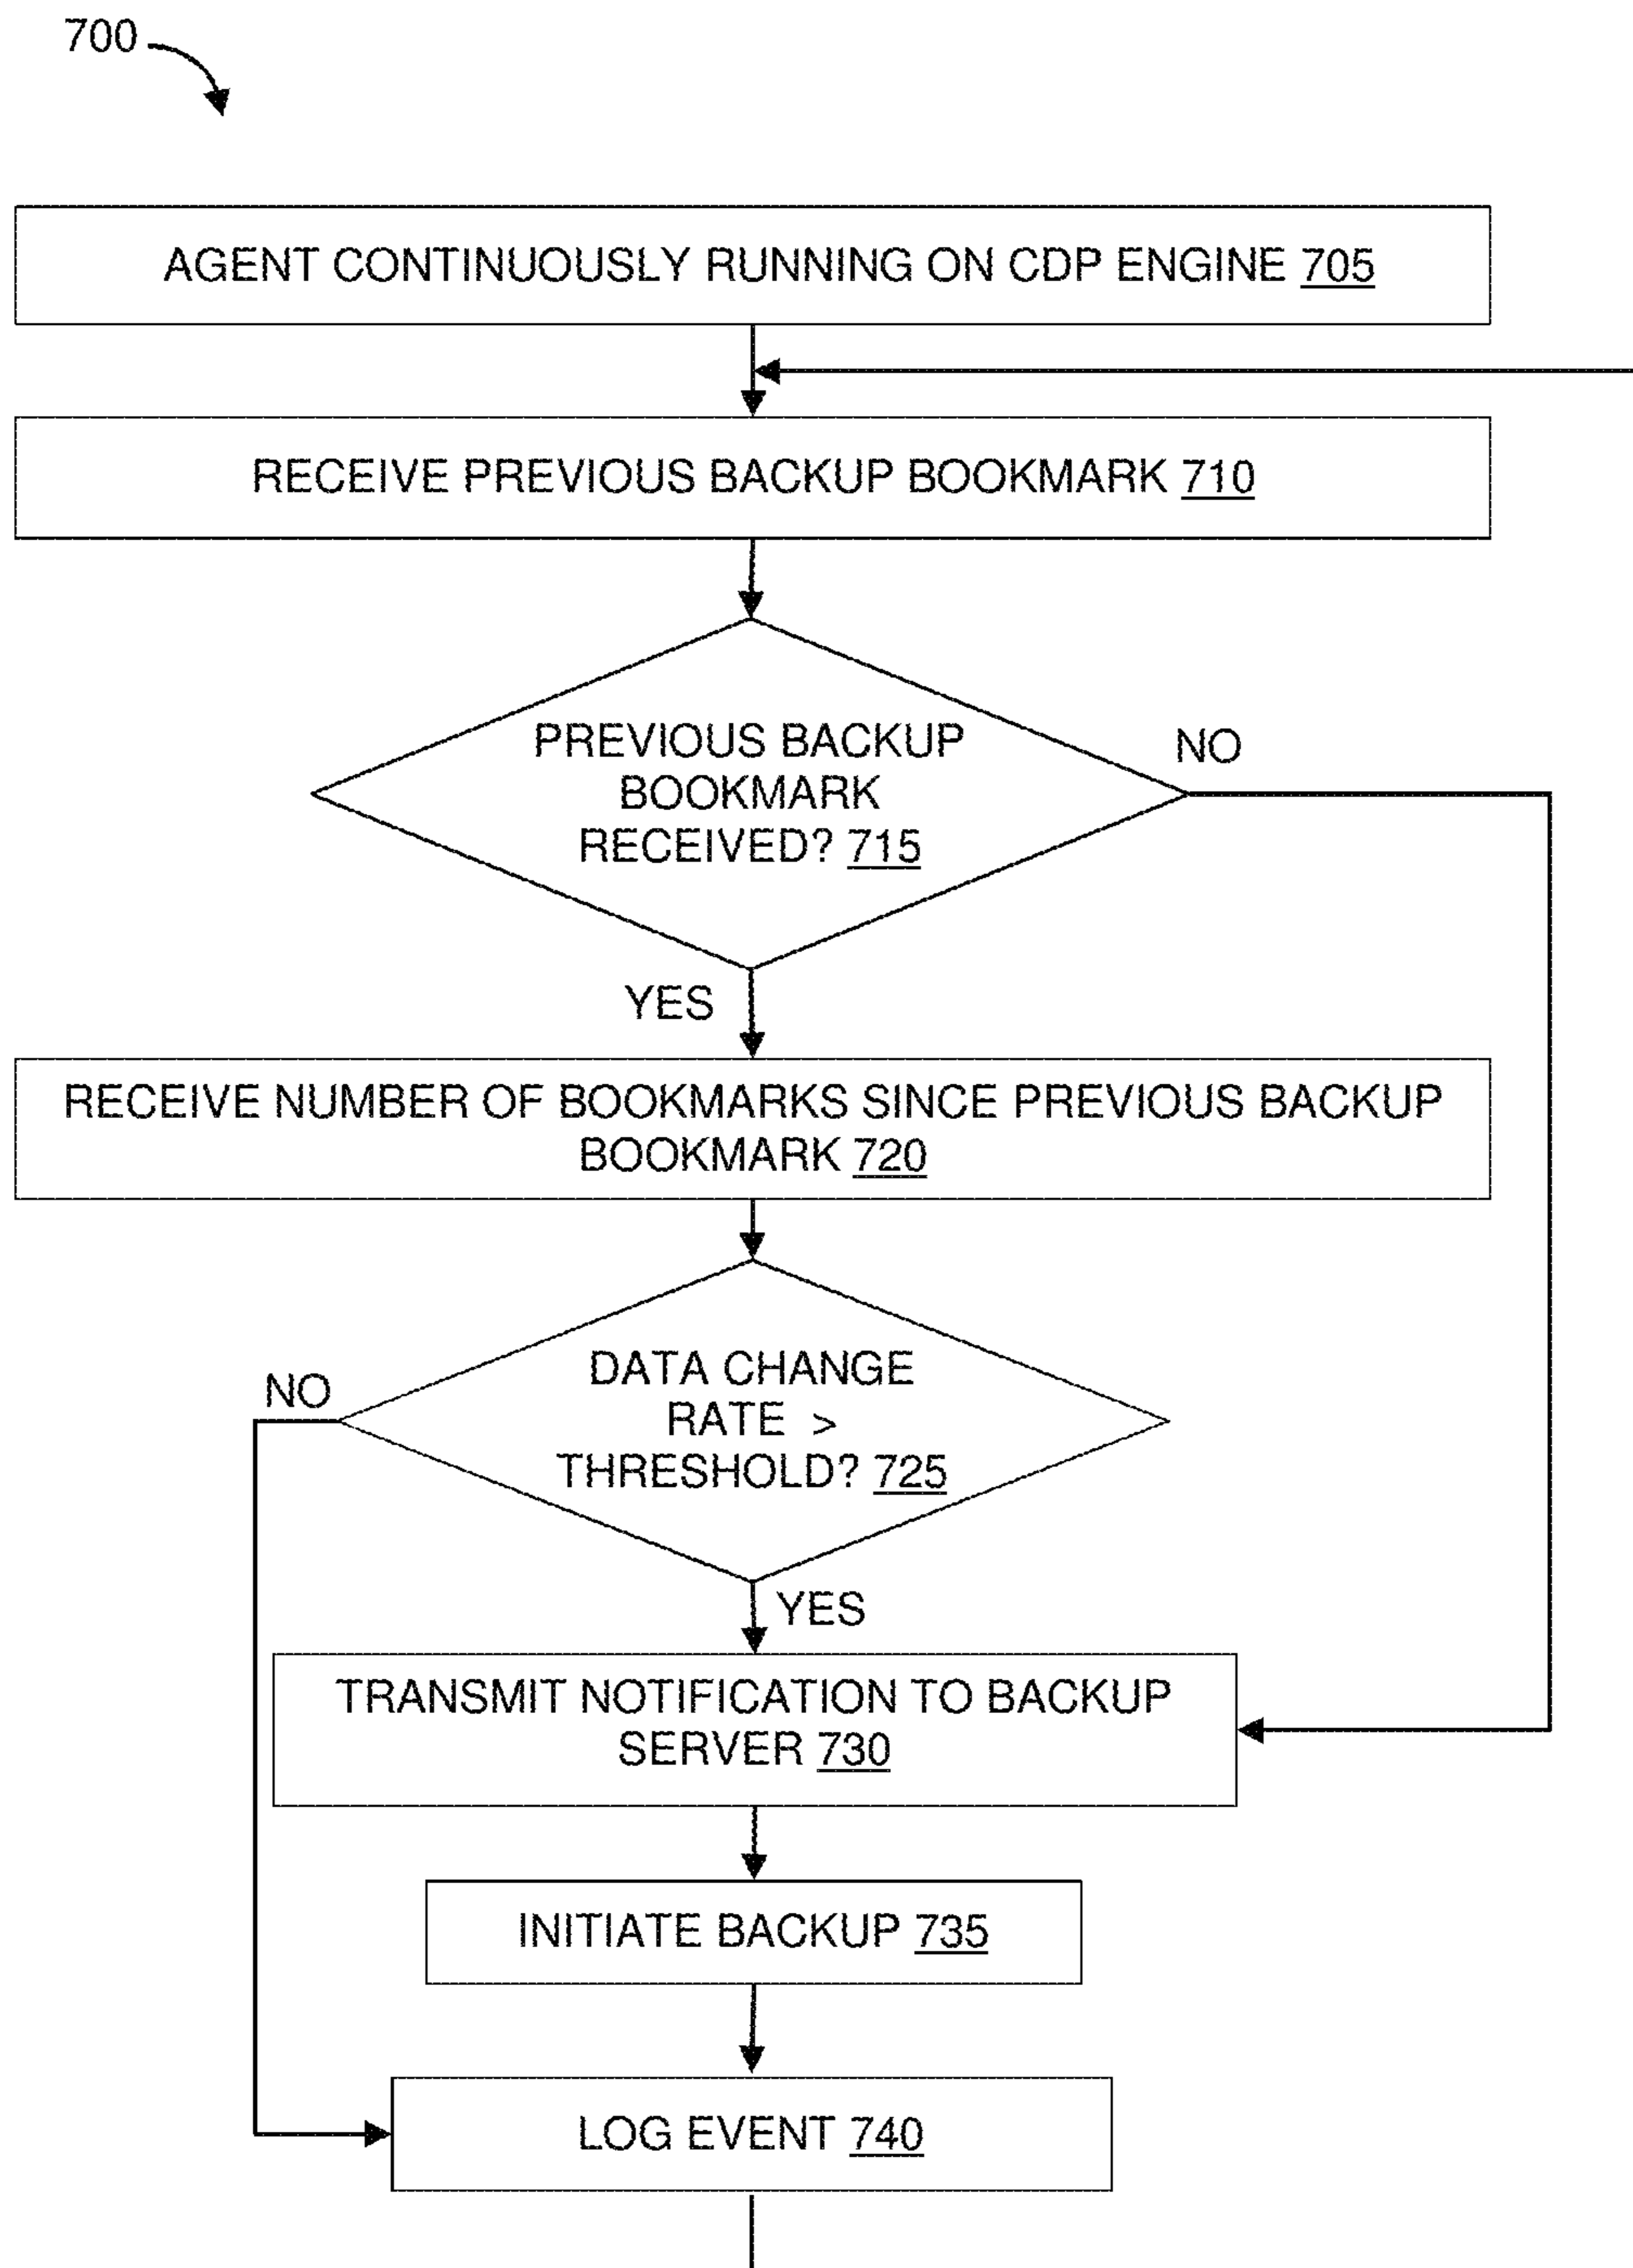 700
AGENT CONTINUOUSLY RUNNING ON CDP ENGINE 705
RECEIVE PREVIOUS BACKUP BOOKMARK 710
PREVIOUS BACKUP
BOOKMARK
RECEIVED? 715
NO
YES
RECEIVE NUMBER OF BOOKMARKS SINCE PREVIOUS BACKUP
BOOKMARK 720
DATA CHANGE
RATE >
THRESHOLD? 725
NO
YES
TRANSMIT NOTIFICATION TO BACKUP
SERVER 730
INITIATE BACKUP 735
LOG EVENT 740